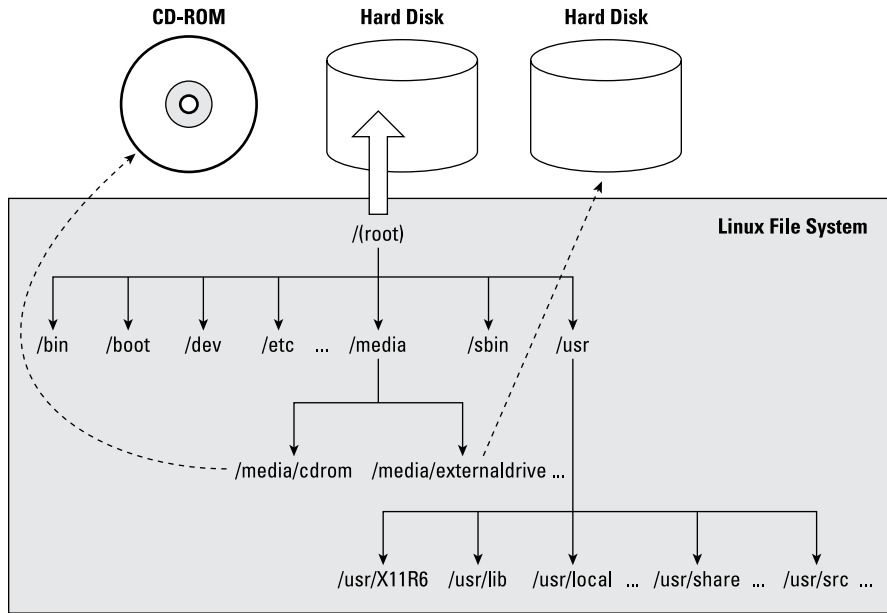 CD-ROM Hard Disk Hard Disk
Linux File System
/(root)
/bin /boot /dev /etc ... /media /sbin /usr
/media/cdrom /media/externaldrive ...
/usr/X11R6 /usr/lib /usr/local ... /usr/share ... /usr/src ...